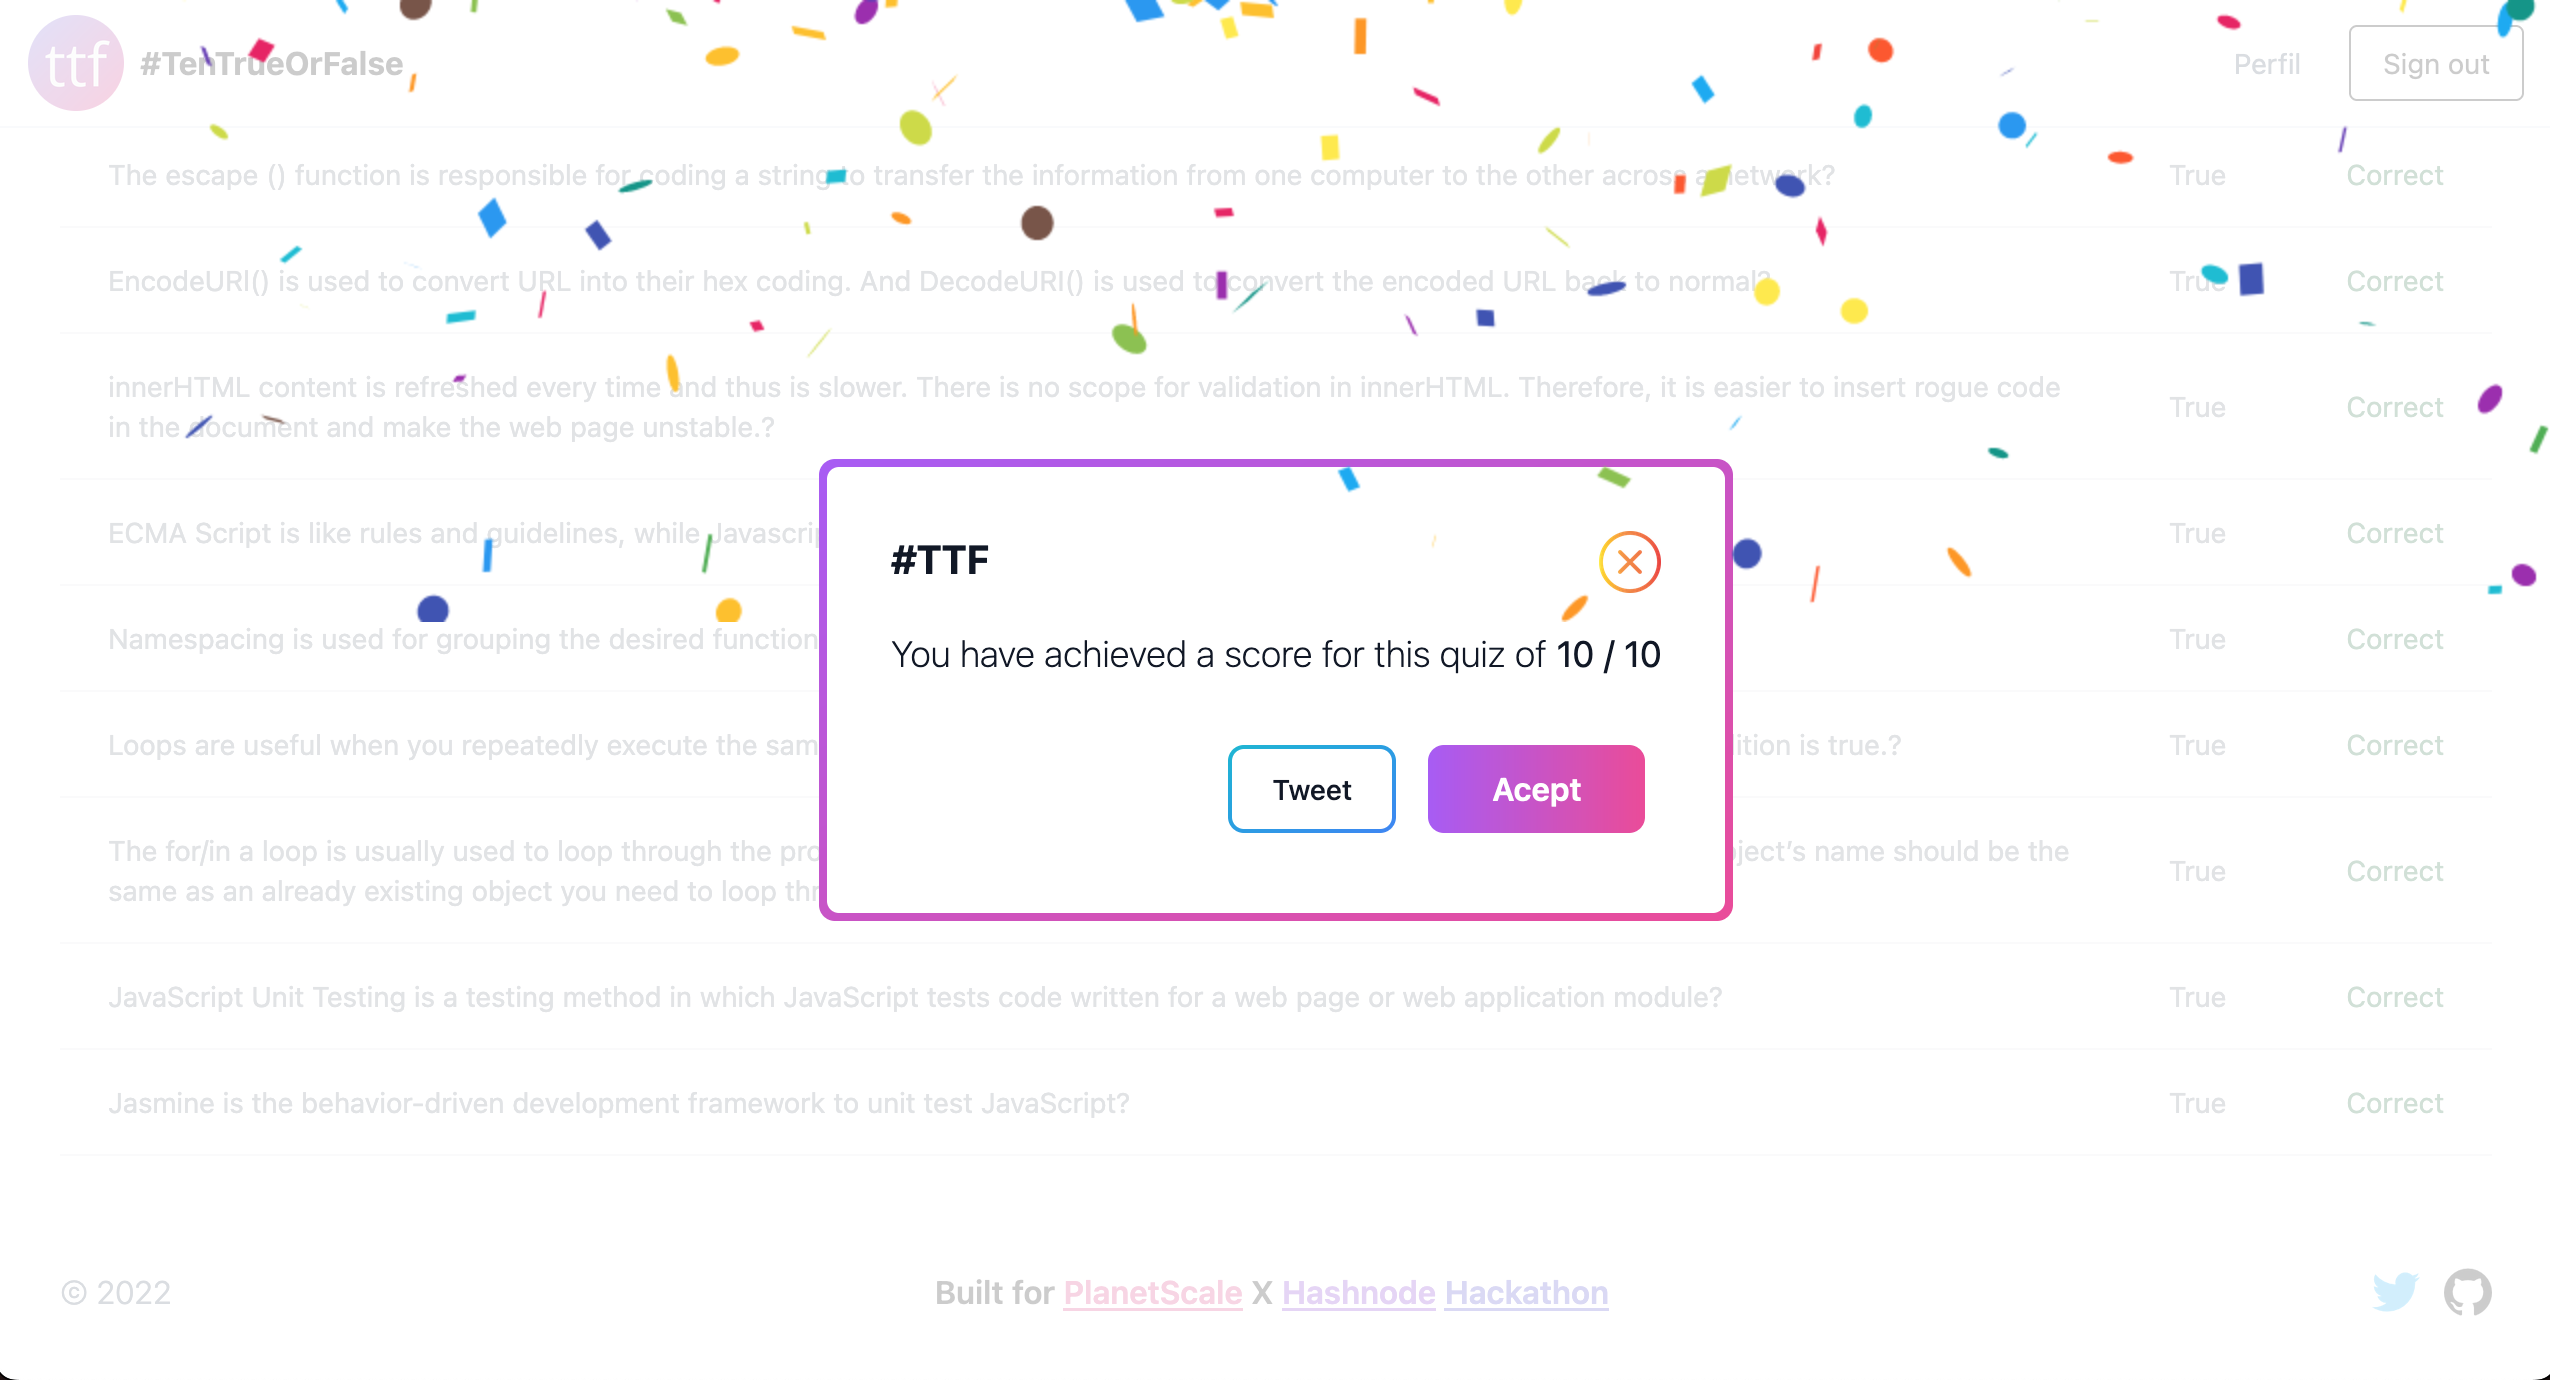 ttf #TenTrueOrFalse Perfil Sign out
The escape () function is responsible for coding a string to transfer the information from one computer to the other across a network? True Correct
EncodeURI() is used to convert URL into their hex coding. And DecodeURI() is used to convert the encoded URL back to normal? True Correct
innerHTML content is refreshed every time and thus is slower. There is no scope for validation in innerHTML. Therefore, it is easier to insert rogue code
in the document and make the web page unstable.? True Correct
ECMA Script is like rules and guidelines, while Javascrip True Correct
Namespacing is used for grouping the desired function True Correct
Loops are useful when you repeatedly execute the sam ition is true.? True Correct
The for/in a loop is usually used to loop through the pro ject's name should be the
same as an already existing object you need to loop thr True Correct
JavaScript Unit Testing is a testing method in which JavaScript tests code written for a web page or web application module? True Correct
Jasmine is the behavior-driven development framework to unit test JavaScript? True Correct
#TTF
You have achieved a score for this quiz of 10 / 10
Tweet Acept
© 2022 Built for PlanetScale X Hashnode Hackathon